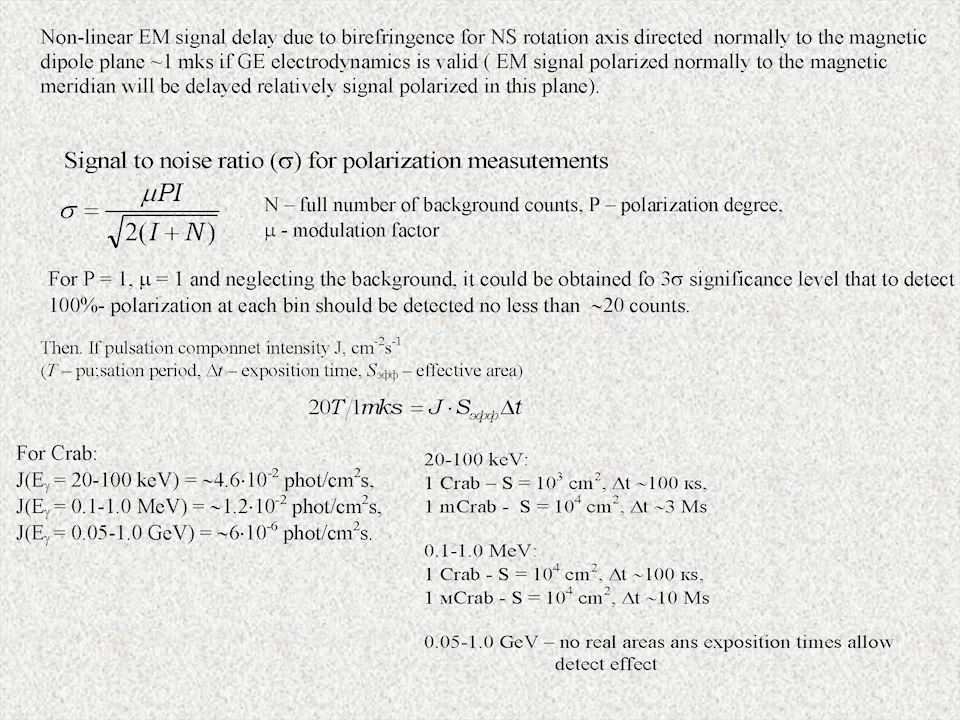 Non-linear EM signal delay due to birefringence for NS rotation axis directed normally to the magnetic
dipole plane ~1 mks if GE electrodynamics is valid ( EM signal polarized normally to the magnetic
meridian will be delayed relatively signal polarized in this plane).
Signal to noise ratio (σ) for polarization measutements
σ = μPI / √2(I + N)
N – full number of background counts, P – polarization degree,
μ - modulation factor
For P = 1, μ = 1 and neglecting the background, it could be obtained fo 3σ significance level that to detect
100%- polarization at each bin should be detected no less than ~20 counts.
Then. If pulsation componnet intensity J, cm⁻²s⁻¹
(T – pu;sation period, Δt – exposition time, Sэфф – effective area)
20T/1mks = J · Sэфф Δt
For Crab:
J(Eγ = 20-100 keV) = ~4.6·10⁻² phot/cm²s,
J(Eγ = 0.1-1.0 MeV) = ~1.2·10⁻² phot/cm²s,
J(Eγ = 0.05-1.0 GeV) = ~6·10⁻⁶ phot/cm²s.
20-100 keV:
1 Crab – S = 10³ cm², Δt ~100 кs,
1 mCrab - S = 10⁴ cm², Δt ~3 Ms
0.1-1.0 MeV:
1 Crab - S = 10⁴ cm², Δt ~100 кs,
1 мCrab - S = 10⁴ cm², Δt ~10 Ms
0.05-1.0 GeV – no real areas ans exposition times allow
detect effect